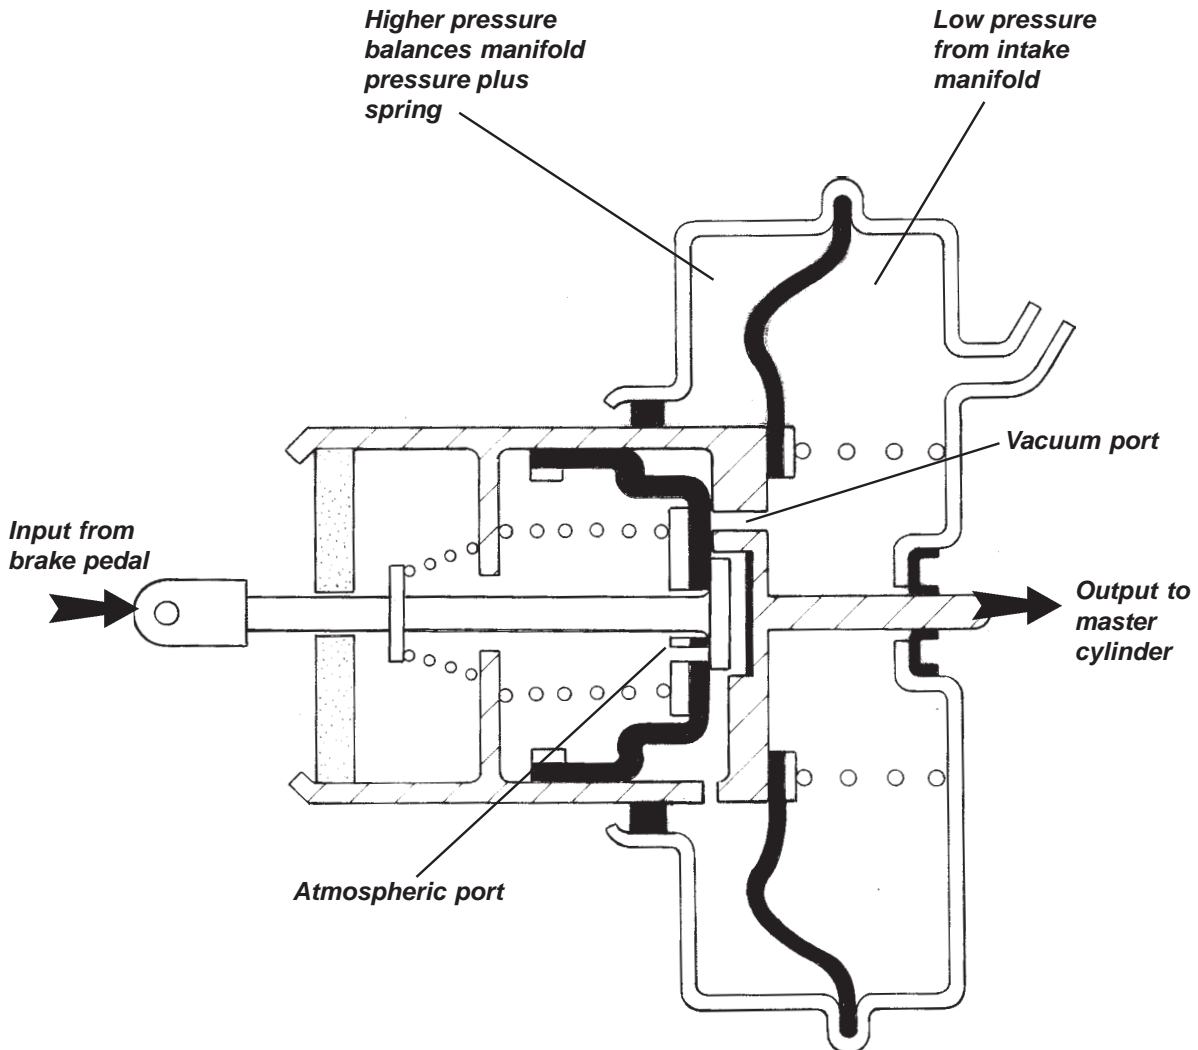 Higher pressure
balances manifold
pressure plus
spring
Low pressure
from intake
manifold
Vacuum port
Input from
brake pedal
Output to
master
cylinder
Atmospheric port